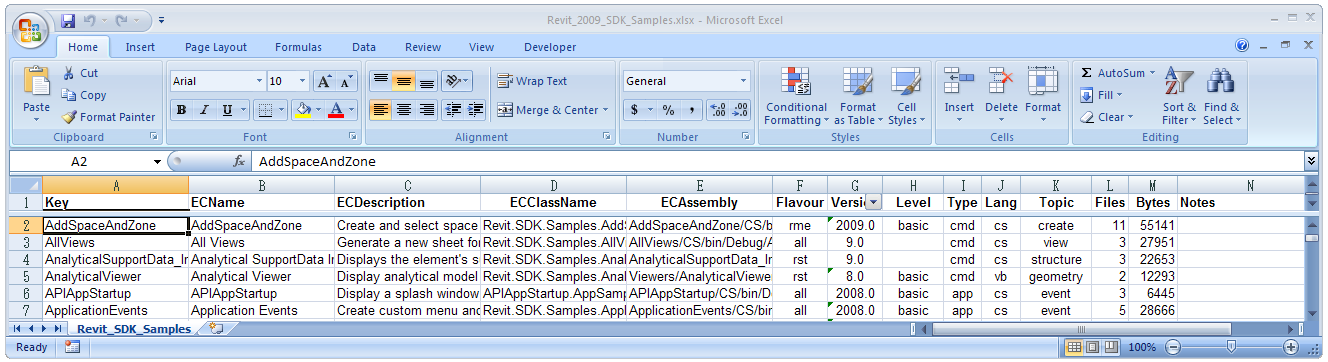 Revit_2009_SDK_Samples.xlsx - Microsoft Excel
Home Insert Page Layout Formulas Data Review View Developer
Paste Cut Copy Format Painter Clipboard
Arial 10 A A B I U A Font
Wrap Text Merge & Center Alignment
General $ % , .0 .00 .00 .0 Number
Conditional Formatting Format as Table Cell Styles Styles
Insert Delete Format Cells
Σ AutoSum Fill Clear Sort & Filter Find & Select Editing
A2 fx AddSpaceAndZone
A B C D E F G H I J K L M N
1 Key ECName ECDescription ECClassName ECAssembly Flavour Versio Level Type Lang Topic Files Bytes Notes
2 AddSpaceAndZone AddSpaceAndZone Create and select space Revit.SDK.Samples.AddS AddSpaceAndZone/CS/b rme 2009.0 basic cmd cs create 11 55141
3 AllViews All Views Generate a new sheet fo Revit.SDK.Samples.AllVi AllViews/CS/bin/Debug/A all 9.0 cmd cs view 3 27951
4 AnalyticalSupportData_Ir Analytical SupportData In Displays the element's s Revit.SDK.Samples.Anal AnalyticalSupportData_Ir rst 9.0 cmd cs structure 3 22653
5 AnalyticalViewer Analytical Viewer Display analytical model Revit.SDK.Samples.Anal Viewers/AnalyticalViewe rst 8.0 basic cmd vb geometry 2 12293
6 APIAppStartup APIAppStartup Display a splash window APIAppStartup.AppSamp APIAppStartup/CS/bin/D all 2008.0 basic app cs event 3 6445
7 ApplicationEvents Application Events Create custom menu and Revit.SDK.Samples.Appl ApplicationEvents/CS/bin all 2008.0 basic app cs event 5 28666
Revit_SDK_Samples
Ready 100%